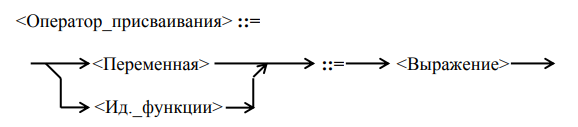 <Оператор_присваивания> ::=
<Переменная> ::= <Выражение>
<Ид._функции>